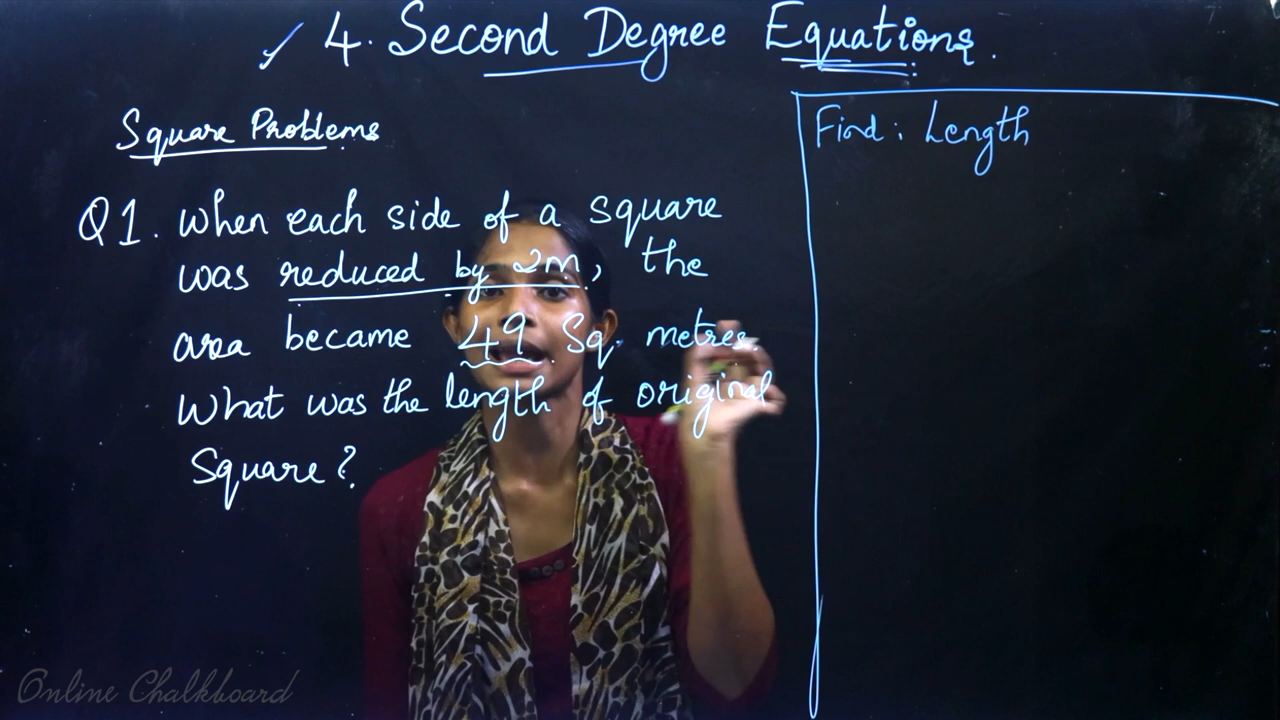 ✓ 4. Second Degree Equations.
Square Problems
Q1. When each side of a square
was reduced by 2m, the
area became 49 Sq. metres.
What was the length of original
Square?
Find: Length
Online Chalkboard